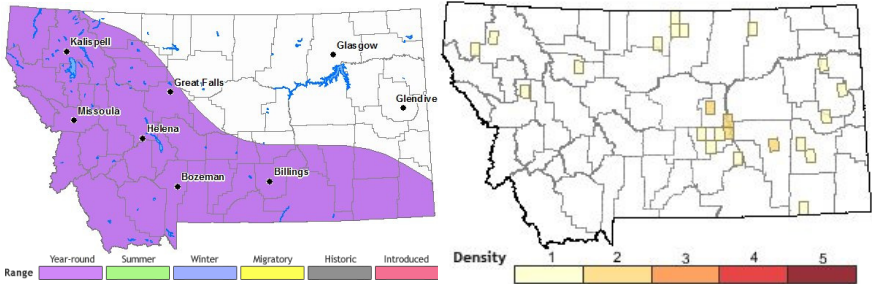 Kalispell
Glasgow
Great Falls
Glendive
Missoula
Helena
Bozeman
Billings
Range Year-round Summer Winter Migratory Historic Introduced
Density 1 2 3 4 5